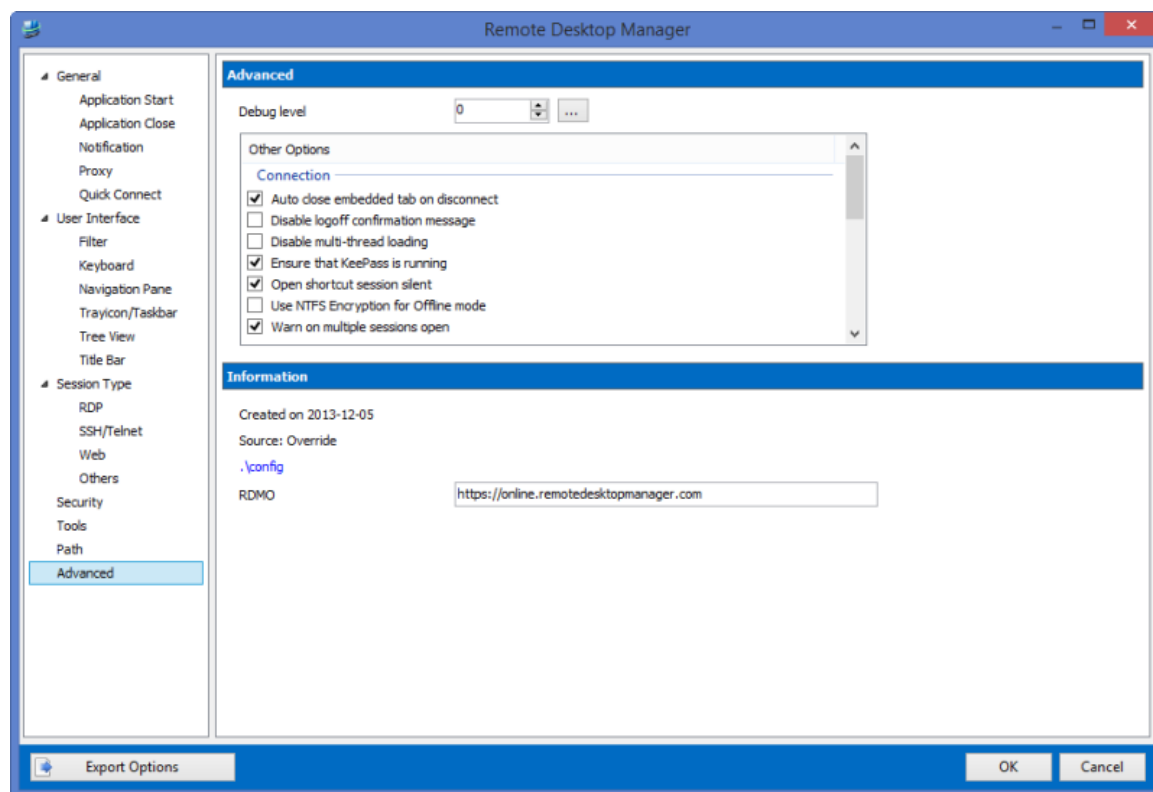 Remote Desktop Manager
General
Application Start
Application Close
Notification
Proxy
Quick Connect
User Interface
Filter
Keyboard
Navigation Pane
Trayicon/Taskbar
Tree View
Title Bar
Session Type
RDP
SSH/Telnet
Web
Others
Security
Tools
Path
Advanced
Advanced
Debug level 0 ...
Other Options
Connection
Auto close embedded tab on disconnect
Disable logoff confirmation message
Disable multi-thread loading
Ensure that KeePass is running
Open shortcut session silent
Use NTFS Encryption for Offline mode
Warn on multiple sessions open
Information
Created on 2013-12-05
Source: Override
.\config
RDMO https://online.remotedesktopmanager.com
Export Options OK Cancel